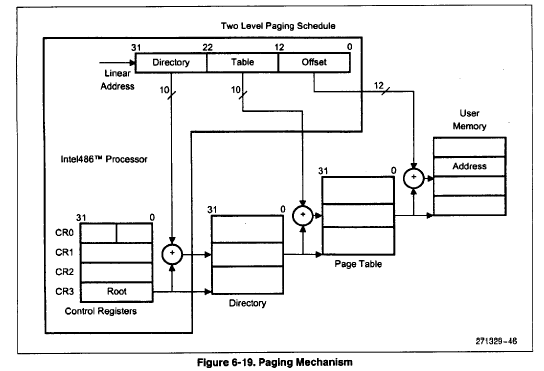 Two Level Paging Schedule
31 22 12 0
Directory Table Offset
Linear
Address
10 10 12
User
Memory
Intel486™ Processor
Address
31 0
31 0
31 0
CR0
CR1
CR2
CR3 Root
Page Table
Directory
Control Registers
271329-46
Figure 6-19. Paging Mechanism
+
+
+